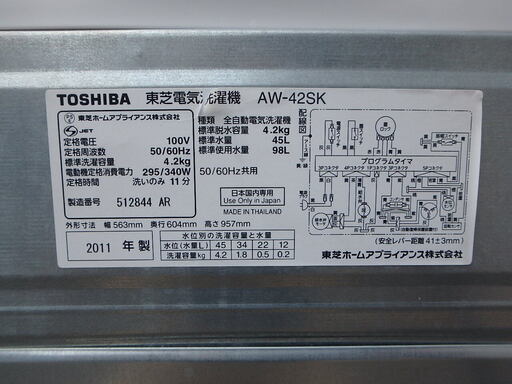 TOSHIBA 東芝電気洗濯機 AW-42SK
東芝ホームアプライアンス株式会社
JET
定格電圧 100V
定格周波数 50/60Hz
標準洗濯容量 4.2kg
電動機定格消費電力 295/340W
定格時間 洗いのみ 11分
製造番号 512844 AR
種類 全自動電気洗濯機
標準脱水容量 4.2kg
標準水量 45L
標準使用水量 98L
50/60Hz共用
日本国内専用
Use Only in Japan
MADE IN THAILAND
外形寸法 幅563mm 奥行604mm 高さ957mm
2011 年製
水位別の洗濯容量と水量
水位(水量L) 45 34 22 12
洗濯容量kg 4.2 1.8 0.5 0.2
配線図
ロック
プログラムタイマ
(安全レバー距離41±3mm)
東芝ホームアプライアンス株式会社